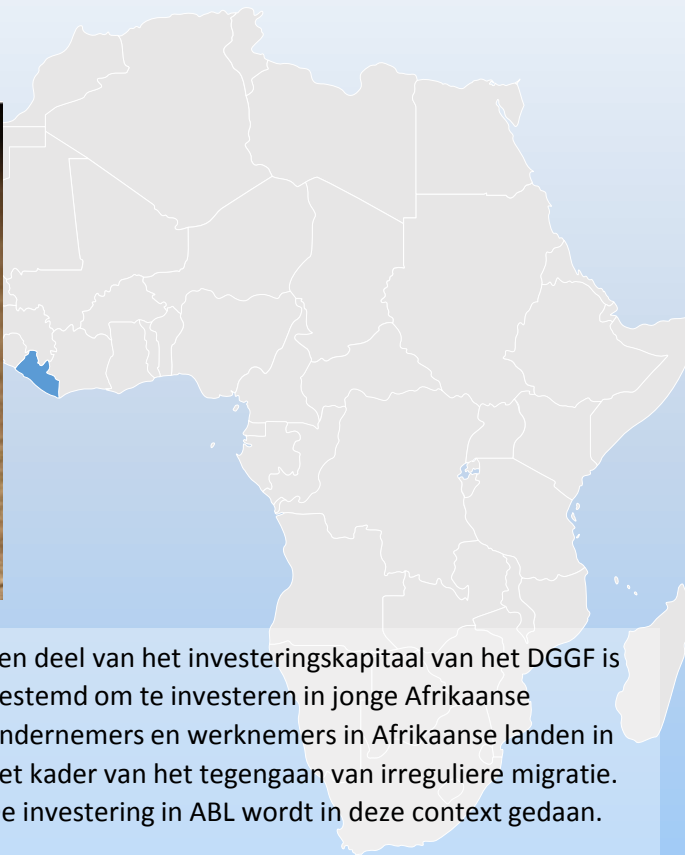 en deel van het investeringskapitaal van het DGGF is
estemd om te investeren in jonge Afrikaanse
ndernemers en werknemers in Afrikaanse landen in
et kader van het tegengaan van irreguliere migratie.
e investering in ABL wordt in deze context gedaan.